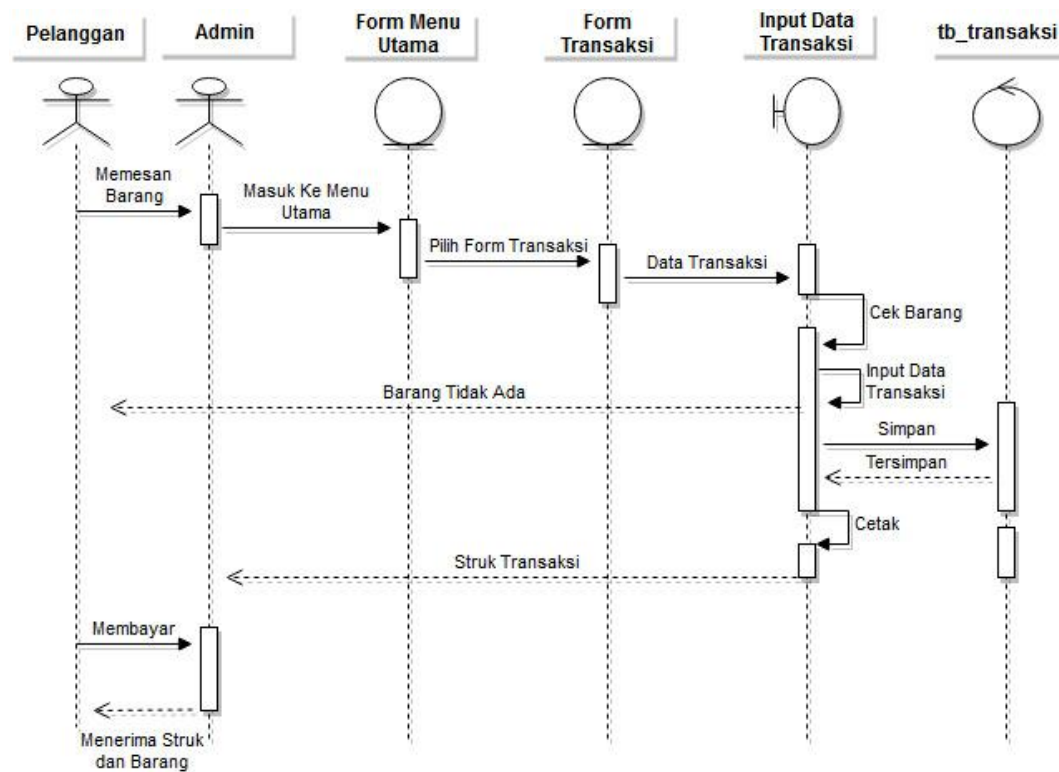 Pelanggan
Admin
Form Menu
Utama
Form
Transaksi
Input Data
Transaksi
tb_transaksi
Memesan
Barang
Masuk Ke Menu
Utama
Pilih Form Transaksi
Data Transaksi
Cek Barang
Input Data
Transaksi
Barang Tidak Ada
Simpan
Tersimpan
Cetak
Struk Transaksi
Membayar
Menerima Struk
dan Barang